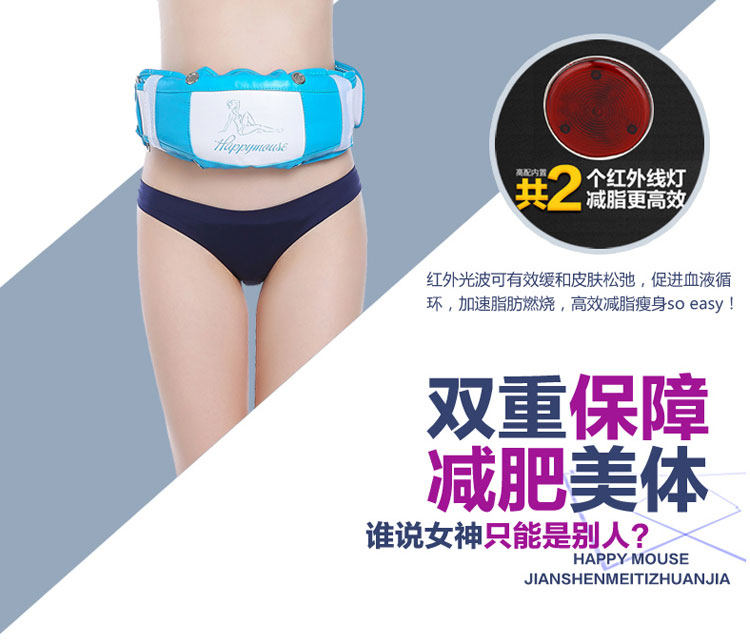 Happymouse
高配内置
共2个红外线灯
减脂更高效
红外光波可有效缓和皮肤松弛，促进血液循
环，加速脂肪燃烧，高效减脂瘦身so easy！
双重保障
减肥美体
谁说女神只能是别人？
HAPPY MOUSE
JIANSHENMEITIZHUANJIA